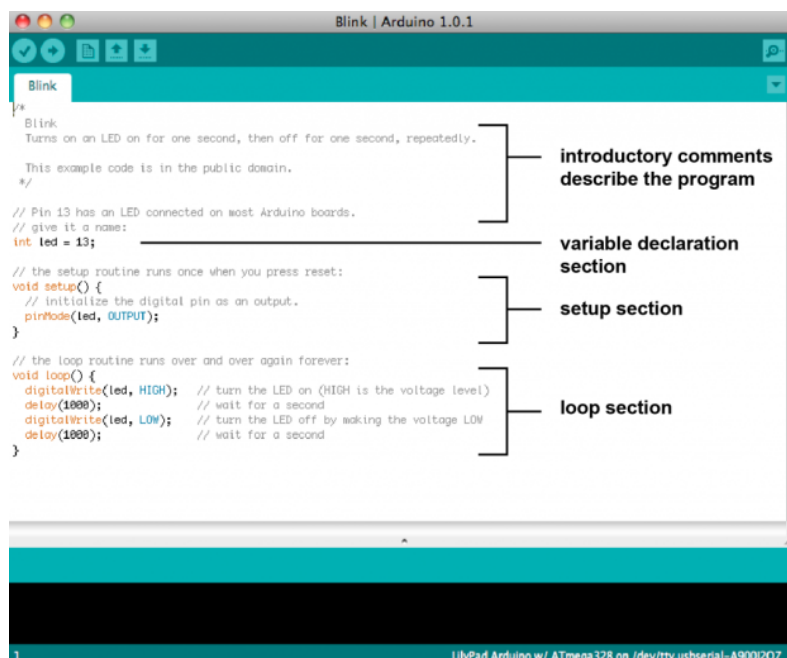 Blink | Arduino 1.0.1
Blink
/*
  Blink
  Turns on an LED on for one second, then off for one second, repeatedly.
  This example code is in the public domain.
 */
introductory comments
describe the program
// Pin 13 has an LED connected on most Arduino boards.
// give it a name:
int led = 13;
variable declaration
section
// the setup routine runs once when you press reset:
void setup() {
  // initialize the digital pin as an output.
  pinMode(led, OUTPUT);
}
setup section
// the loop routine runs over and over again forever:
void loop() {
  digitalWrite(led, HIGH);   // turn the LED on (HIGH is the voltage level)
  delay(1000);               // wait for a second
  digitalWrite(led, LOW);    // turn the LED off by making the voltage LOW
  delay(1000);               // wait for a second
}
loop section
1
LilyPad Arduino w/ ATmega328 on /dev/tty.usbserial-A900J2OZ